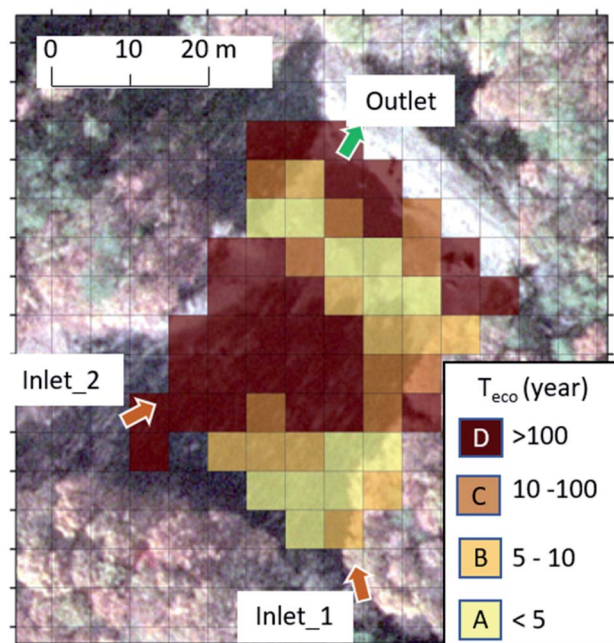 0 10 20 m
Outlet
Inlet_2
T_eco (year)
D >100
C 10 -100
B 5 - 10
A < 5
Inlet_1